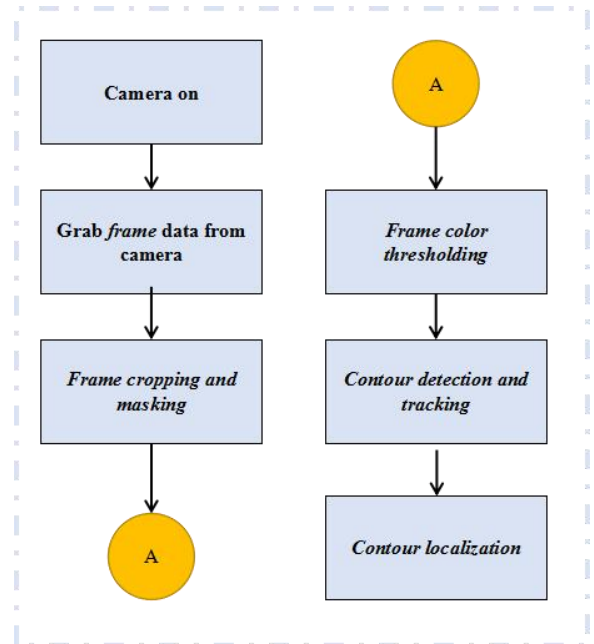 Camera on
Grab frame data from
camera
Frame cropping and
masking
A
A
Frame color
thresholding
Contour detection and
tracking
Contour localization